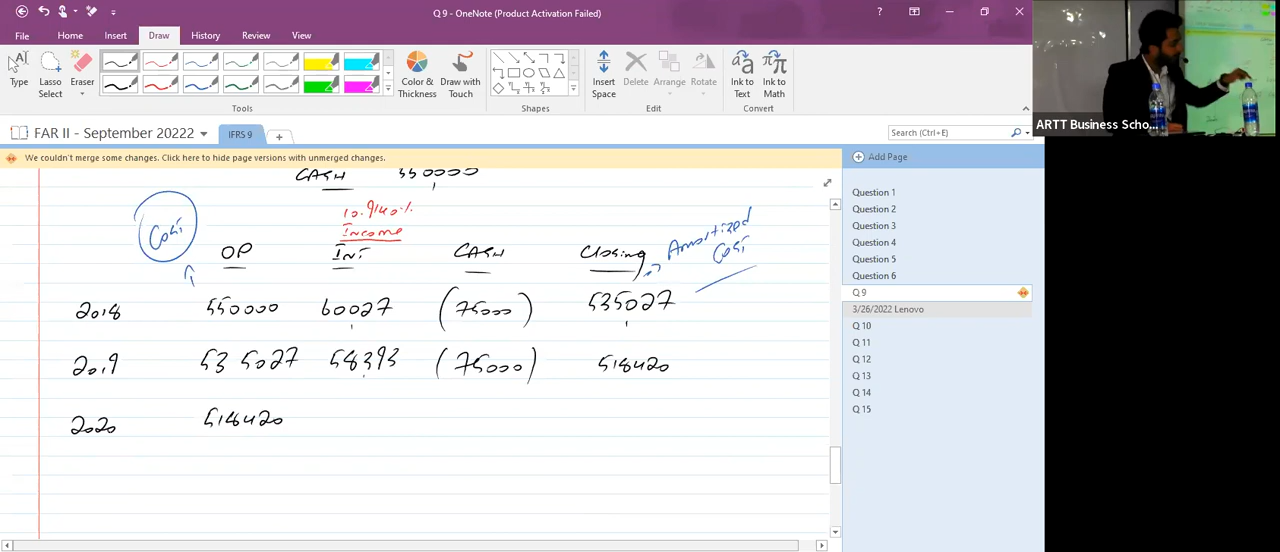 Q 9 - OneNote (Product Activation Failed)
File Home Insert Draw History Review View
Type Lasso Select Eraser Color & Thickness Draw with Touch Insert Space Delete Arrange Rotate Ink to Text Ink to Math
Tools Shapes Edit Convert
ARTT Business Scho...
FAR II - September 20222 IFRS 9 Search (Ctrl+E)
We couldn't merge some changes. Click here to hide page versions with unmerged changes.
Add Page
CASH 550000
Question 1
Question 2
Question 3
Question 4
Question 5
Question 6
Q 9
3/26/2022 Lenovo
Q 10
Q 11
Q 12
Q 13
Q 14
Q 15
10.9140%
Income
Cost
Amortized Cost
OP INT CASH Closing
2018 550000 60027 (75000) 535027
2019 535027 58393 (75000) 518420
2020 518420